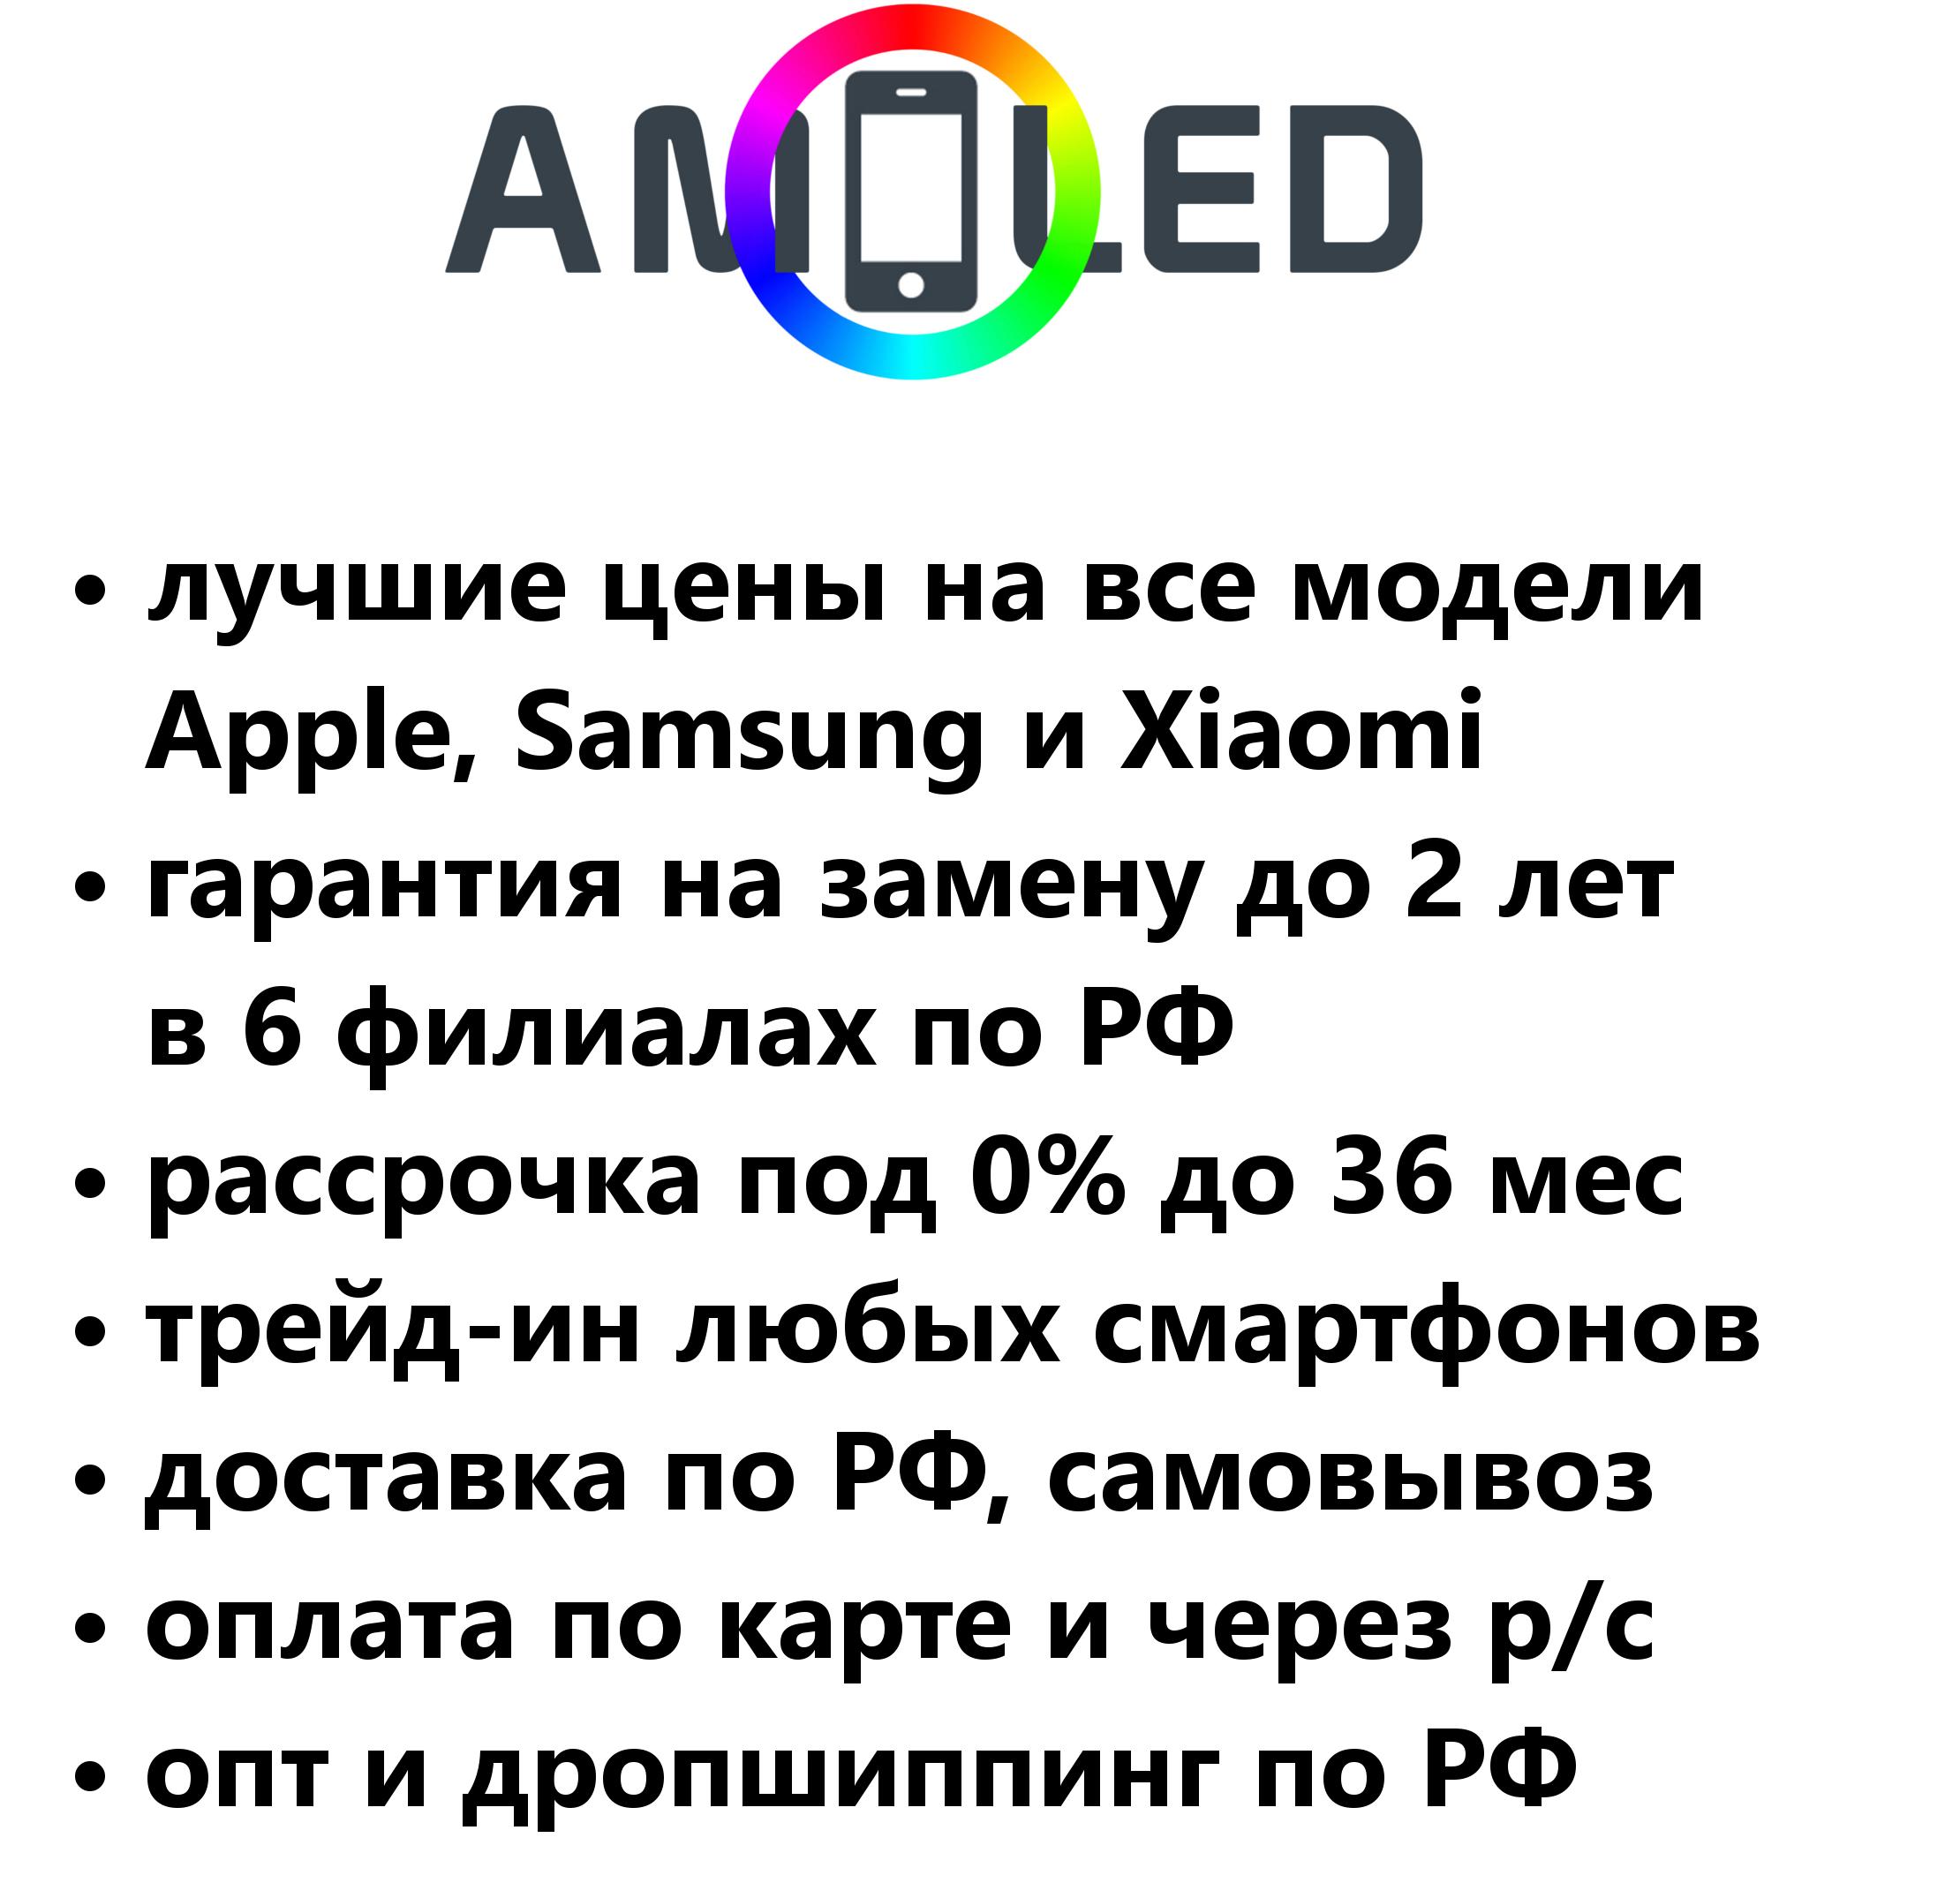 AMOLED
• лучшие цены на все модели
Apple, Samsung и Xiaomi
• гарантия на замену до 2 лет
в 6 филиалах по РФ
• рассрочка под 0% до 36 мес
• трейд-ин любых смартфонов
• доставка по РФ, самовывоз
• оплата по карте и через р/с
• опт и дропшиппинг по РФ